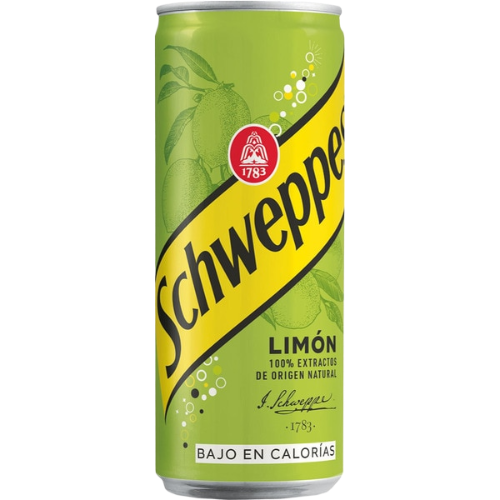 1783
Schweppes
LIMÓN
100% EXTRACTOS
DE ORIGEN NATURAL
J. Schweppe
·1783·
BAJO EN CALORÍAS